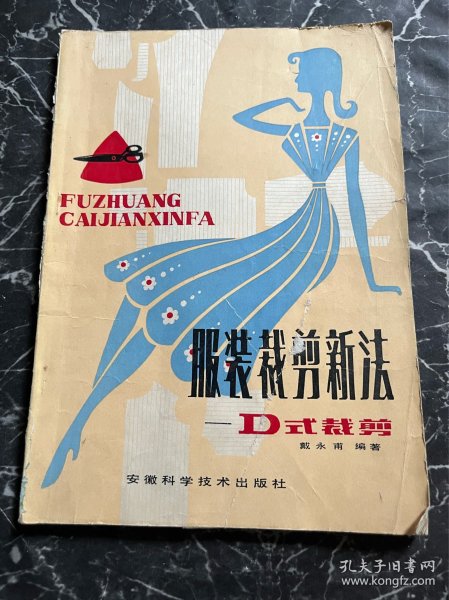 FUZHUANG
CAIJIANXINFA
服装裁剪新法
—D式裁剪
戴永甫 编著
安徽科学技术出版社
孔夫子旧书网
www.kongfz.com